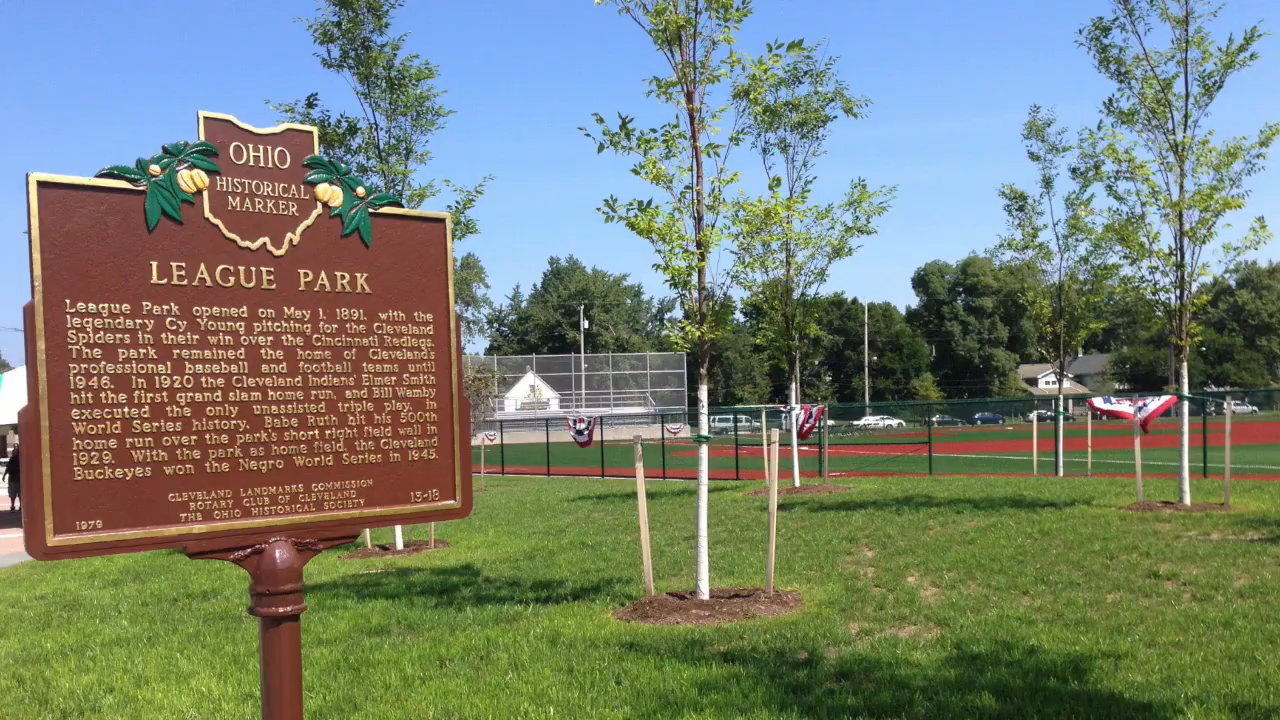 OHIO
HISTORICAL
MARKER
LEAGUE PARK
League Park opened on May 1, 1891, with the
legendary Cy Young pitching for the Cleveland
Spiders in their win over the Cincinnati Redlegs.
The park remained the home of Cleveland's
professional baseball and football teams until
1946. In 1920 the Cleveland Indians' Elmer Smith
hit the first grand slam home run, and Bill Wamby
executed the only unassisted triple play, in
World Series history. Babe Ruth hit his 500th
home run over the park's short right field wall in
1929. With the park as home field, the Cleveland
Buckeyes won the Negro World Series in 1945.
CLEVELAND LANDMARKS COMMISSION
ROTARY CLUB OF CLEVELAND
THE OHIO HISTORICAL SOCIETY
1979
13-18